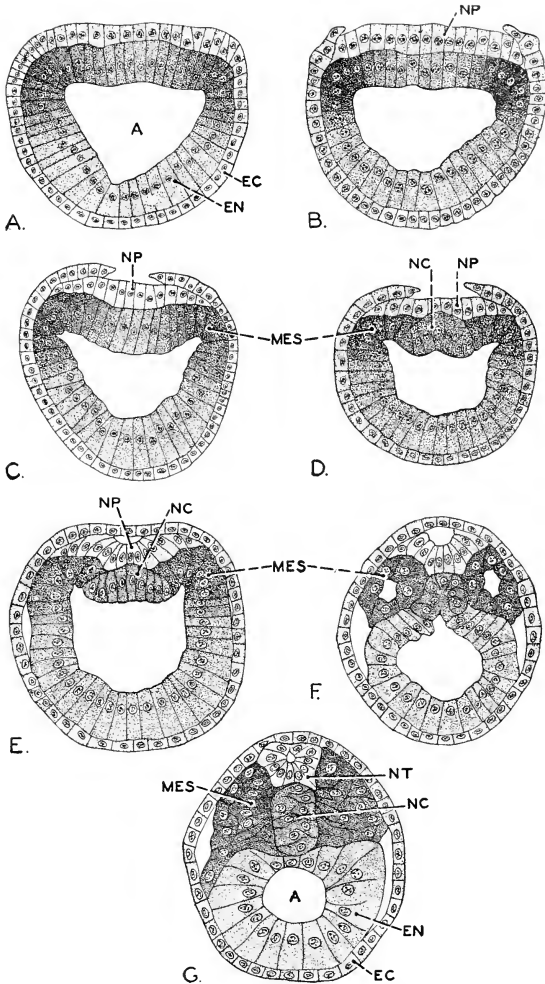 NP
A
EC
EN
A.
B.
NP
NC
NP
MES
C.
D.
NP
NC
MES
E.
F.
MES
NT
NC
A
EN
EC
G.